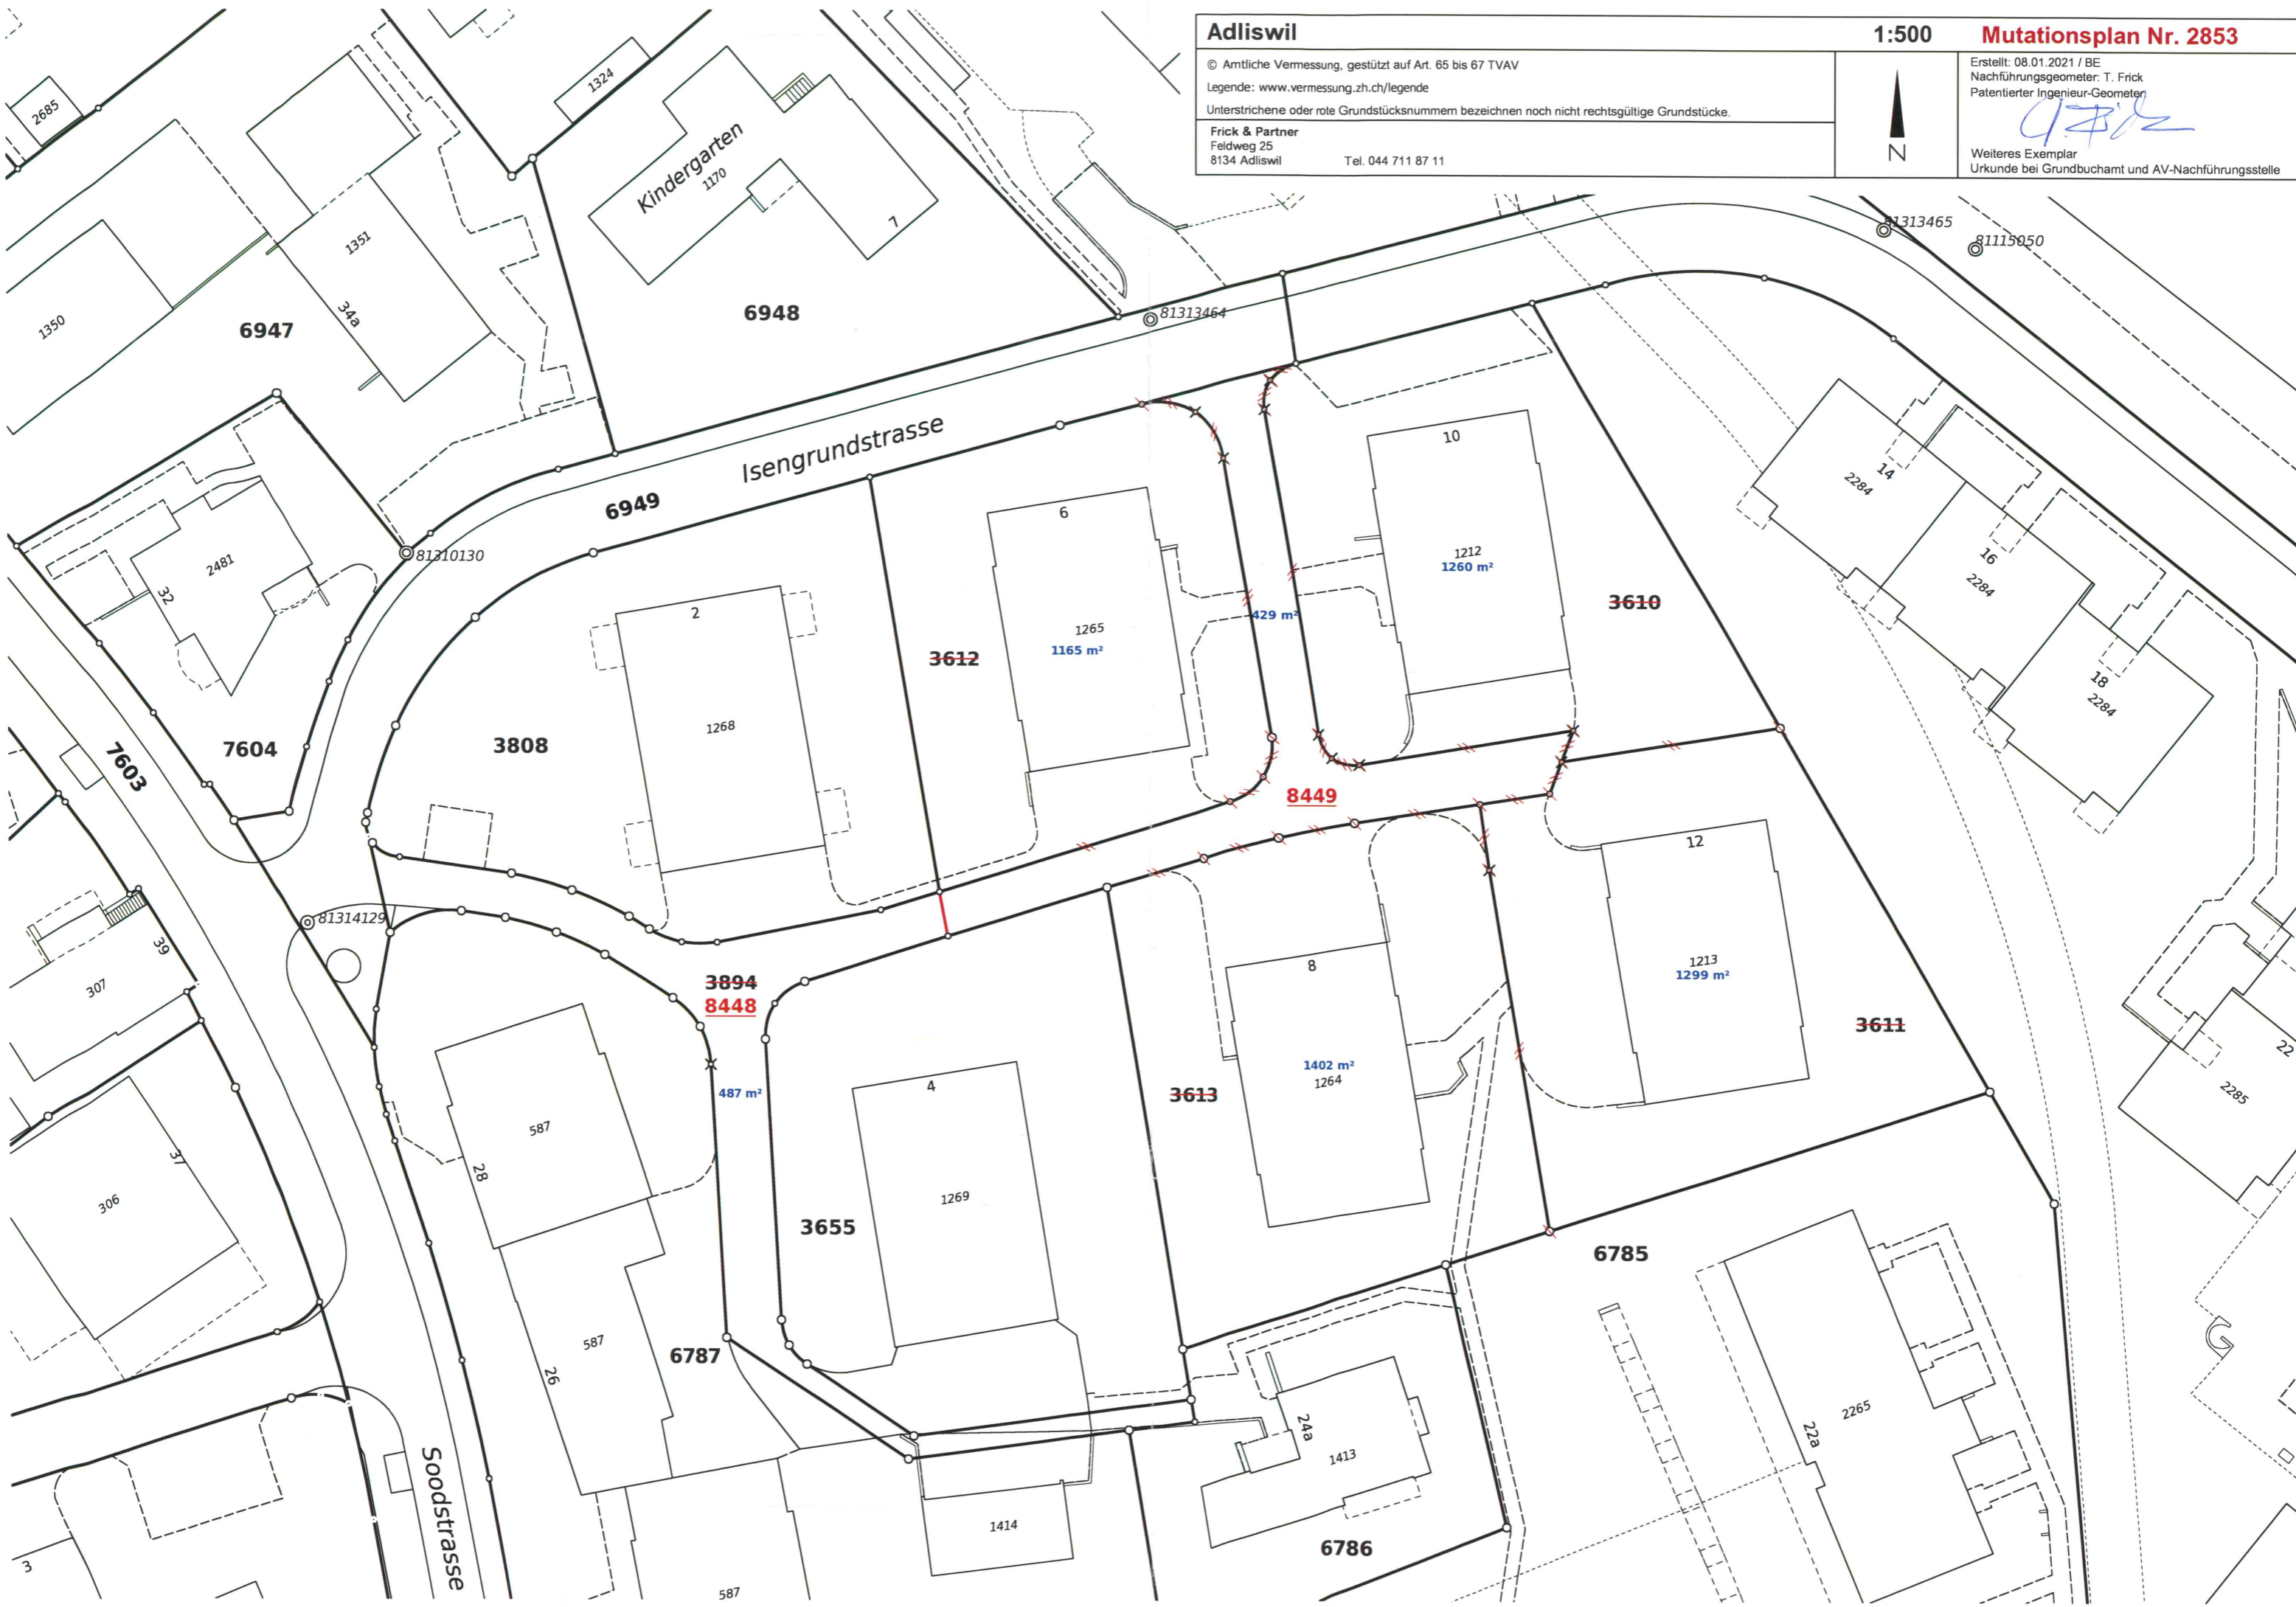 Adliswil
1:500
Mutationsplan Nr. 2853
© Amtliche Vermessung, gestützt auf Art. 65 bis 67 TVAV
Legende: www.vermessung.zh.ch/legende
Unterstrichene oder rote Grundstücksnummern bezeichnen noch nicht rechtsgültige Grundstücke.
Frick & Partner
Feldweg 25
8134 Adliswil
Tel. 044 711 87 11
N
Erstellt: 08.01.2021 / BE
Nachführungsgeometer: T. Frick
Patentierter Ingenieur-Geometer
Weiteres Exemplar
Urkunde bei Grundbuchamt und AV-Nachführungsstelle
2685
1324
Kindergarten
1170
7
1351
34a
1350
6947
6948
81313464
81313465
81115050
Isengrundstrasse
6949
81310130
2481
32
10
1212
1260 m²
6
1265
1165 m²
429 m²
3610
3612
14
2284
16
2284
18
2284
2
1268
3808
7604
7603
8449
12
1213
1299 m²
3611
81314129
39
307
3894
8448
487 m²
8
1402 m²
1264
3613
4
1269
3655
587
28
37
306
22
2285
6785
587
26
6787
24a
1413
22a
2265
1414
Soodstrasse
6786
3
587